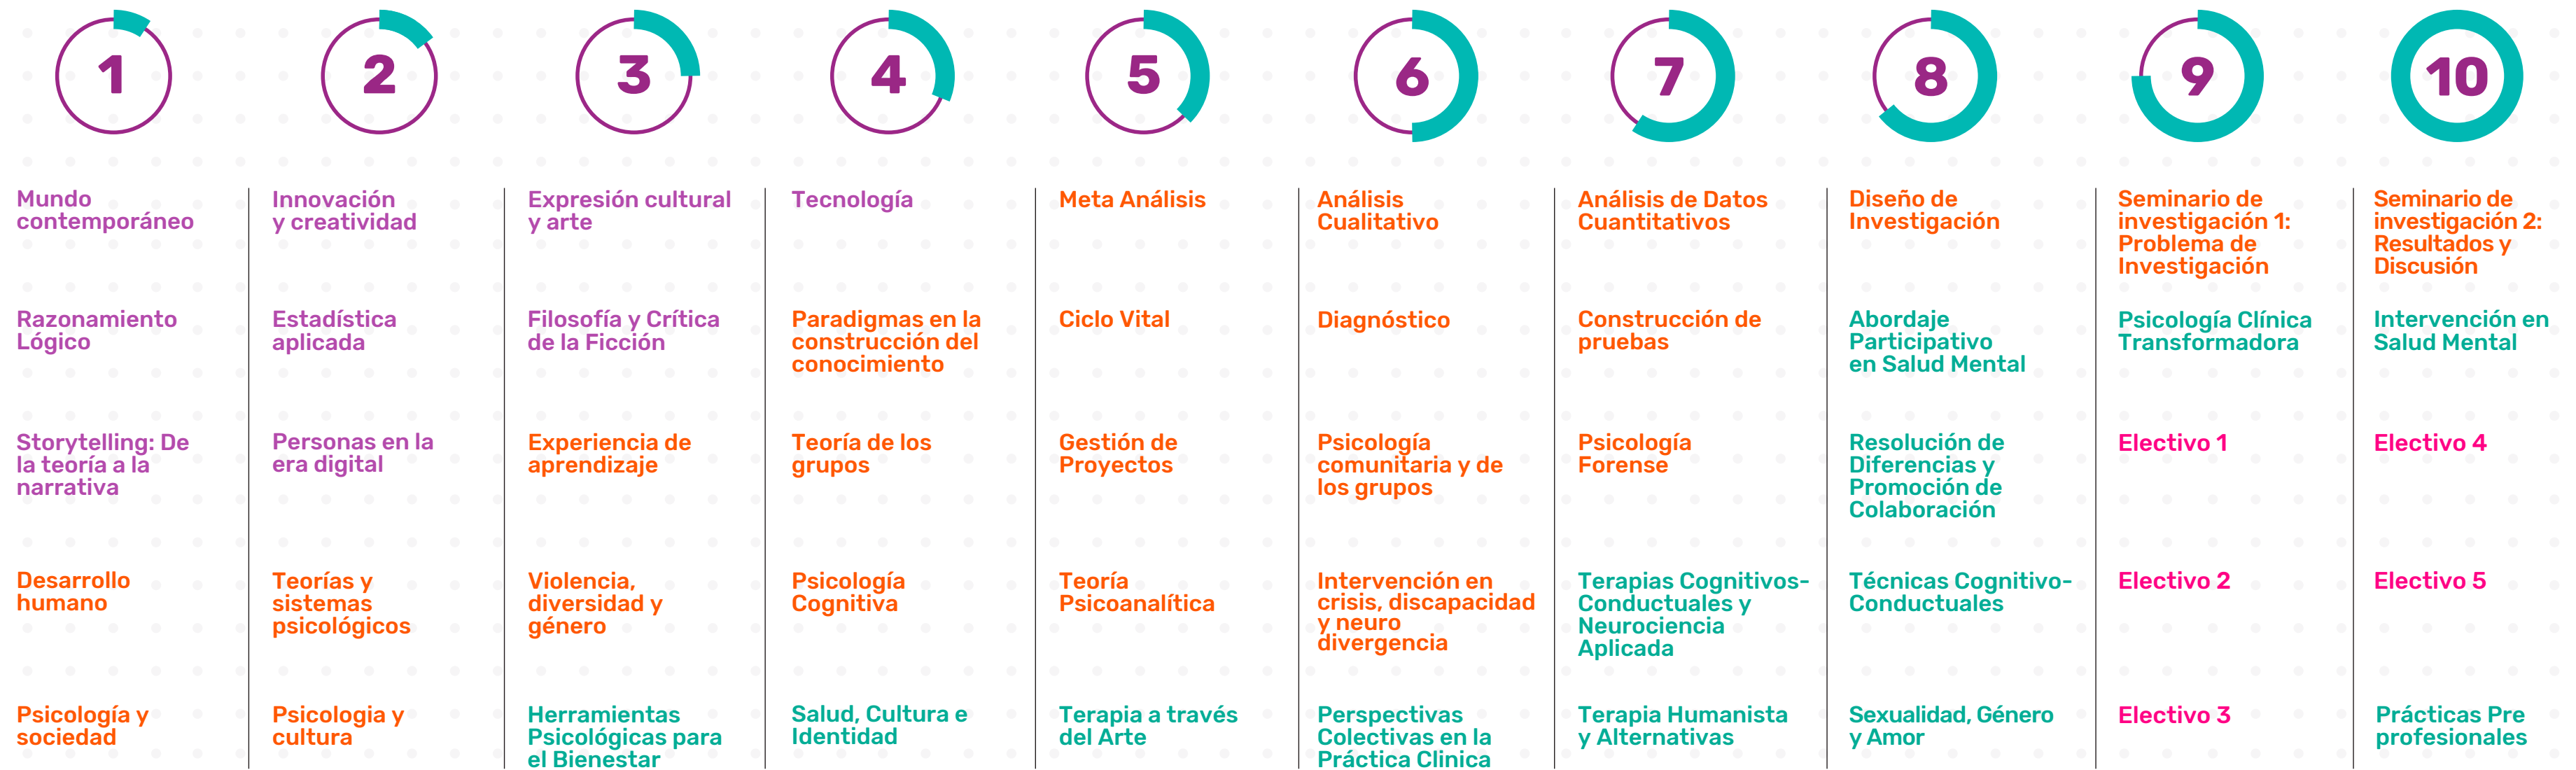 1
Mundo
contemporáneo
Razonamiento
Lógico
Storytelling: De
la teoría a la
narrativa
Desarrollo
humano
Psicología y
sociedad
2
Innovación
y creatividad
Estadística
aplicada
Personas en la
era digital
Teorías y
sistemas
psicológicos
Psicologia y
cultura
3
Expresión cultural
y arte
Filosofía y Crítica
de la Ficción
Experiencia de
aprendizaje
Violencia,
diversidad y
género
Herramientas
Psicológicas para
el Bienestar
4
Tecnología
Paradigmas en la
construcción del
conocimiento
Teoría de los
grupos
Psicología
Cognitiva
Salud, Cultura e
Identidad
5
Meta Análisis
Ciclo Vital
Gestión de
Proyectos
Teoría
Psicoanalítica
Terapia a través
del Arte
6
Análisis
Cualitativo
Diagnóstico
Psicología
comunitaria y de
los grupos
Intervención en
crisis, discapacidad
y neuro
divergencia
Perspectivas
Colectivas en la
Práctica Clinica
7
Análisis de Datos
Cuantitativos
Construcción de
pruebas
Psicología
Forense
Terapias Cognitivos-
Conductuales y
Neurociencia
Aplicada
Terapia Humanista
y Alternativas
8
Diseño de
Investigación
Abordaje
Participativo
en Salud Mental
Resolución de
Diferencias y
Promoción de
Colaboración
Técnicas Cognitivo-
Conductuales
Sexualidad, Género
y Amor
9
Seminario de
investigación 1:
Problema de
Investigación
Psicología Clínica
Transformadora
Electivo 1
Electivo 2
Electivo 3
10
Seminario de
investigación 2:
Resultados y
Discusión
Intervención en
Salud Mental
Electivo 4
Electivo 5
Prácticas Pre
profesionales